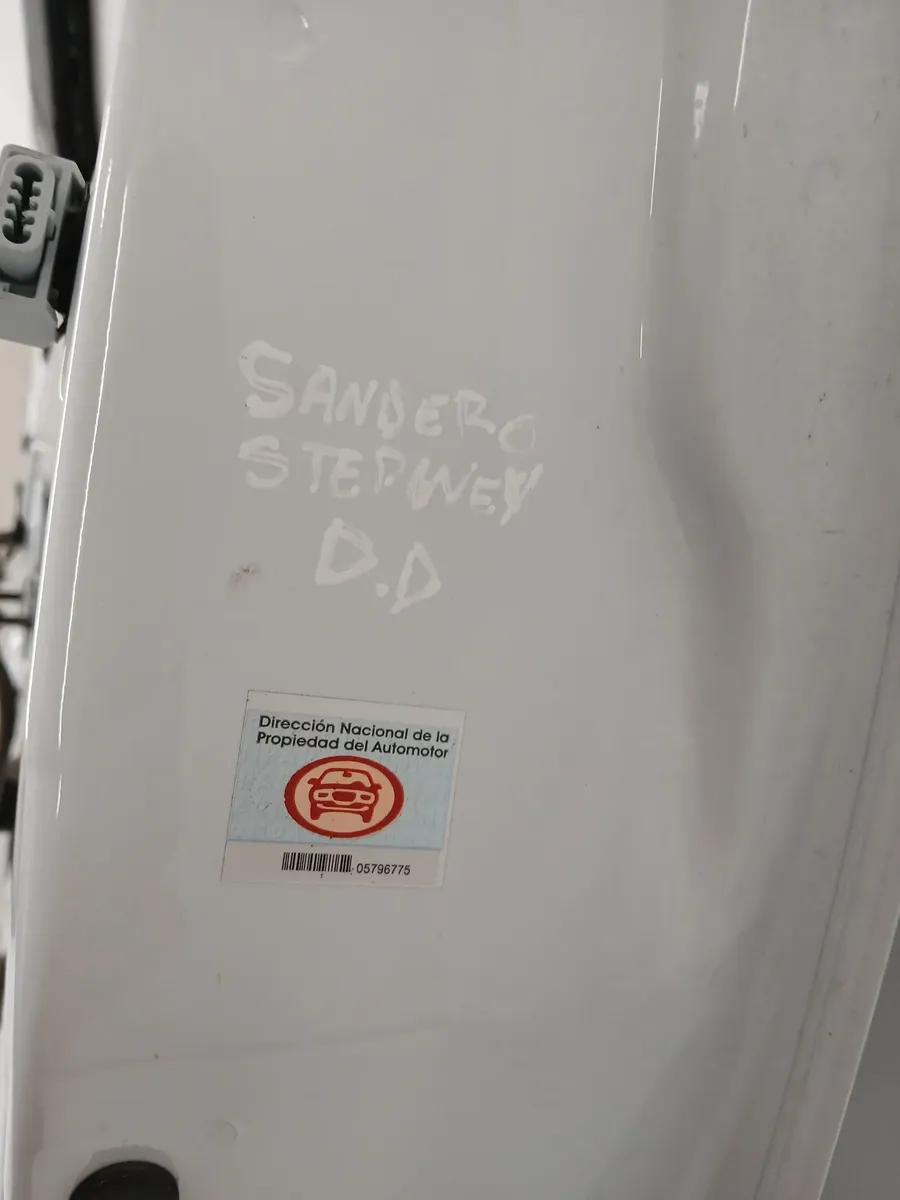 SANDERO
STEPWEY
D.D
Dirección Nacional de la
Propiedad del Automotor
05796775